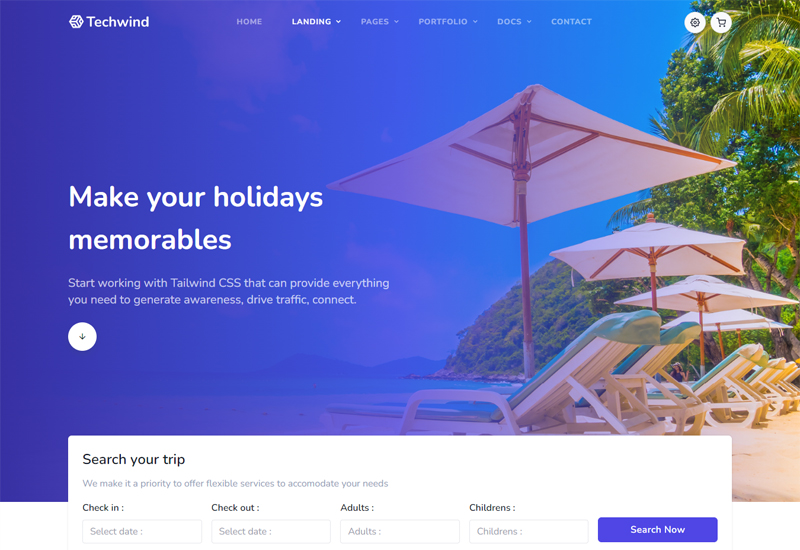 Techwind
HOME LANDING PAGES PORTFOLIO DOCS CONTACT
Make your holidays
memorables
Start working with Tailwind CSS that can provide everything
you need to generate awareness, drive traffic, connect.
Search your trip
We make it a priority to offer flexible services to accomodate your needs
Check in : Check out : Adults : Childrens :
Select date : Select date : Adults : Childrens : Search Now